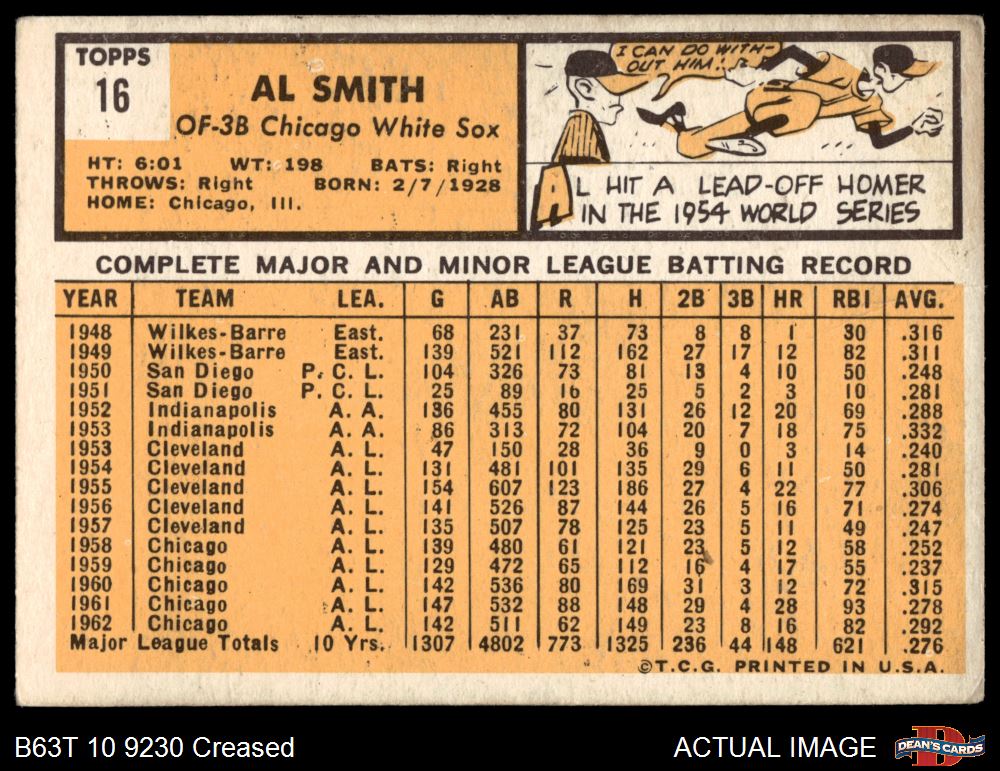 TOPPS
16
AL SMITH
OF-3B Chicago White Sox
HT: 6:01 WT: 198 BATS: Right
THROWS: Right BORN: 2/7/1928
HOME: Chicago, Ill.
I CAN DO WITH-
OUT HIM!
AL HIT A LEAD-OFF HOMER
IN THE 1954 WORLD SERIES
COMPLETE MAJOR AND MINOR LEAGUE BATTING RECORD
YEAR TEAM LEA. G AB R H 2B 3B HR RBI AVG.
1948 Wilkes-Barre East. 68 231 37 73 8 8 1 30 .316
1949 Wilkes-Barre East. 139 521 112 162 27 17 12 82 .311
1950 San Diego P. C. L. 104 326 73 81 13 4 10 50 .248
1951 San Diego P. C. L. 25 89 16 25 5 2 3 10 .281
1952 Indianapolis A. A. 136 455 80 131 26 12 20 69 .288
1953 Indianapolis A. A. 86 313 72 104 20 7 18 75 .332
1953 Cleveland A. L. 47 150 28 36 9 0 3 14 .240
1954 Cleveland A. L. 131 481 101 135 29 6 11 50 .281
1955 Cleveland A. L. 154 607 123 186 27 4 22 77 .306
1956 Cleveland A. L. 141 526 87 144 26 5 16 71 .274
1957 Cleveland A. L. 135 507 78 125 23 5 11 49 .247
1958 Chicago A. L. 139 480 61 121 23 5 12 58 .252
1959 Chicago A. L. 129 472 65 112 16 4 17 55 .237
1960 Chicago A. L. 142 536 80 169 31 3 12 72 .315
1961 Chicago A. L. 147 532 88 148 29 4 28 93 .278
1962 Chicago A. L. 142 511 62 149 23 8 16 82 .292
Major League Totals 10 Yrs. 1307 4802 773 1325 236 44 148 621 .276
©T.C.G. PRINTED IN U.S.A.
B63T 10 9230 Creased
ACTUAL IMAGE
D
DEAN'S CARDS